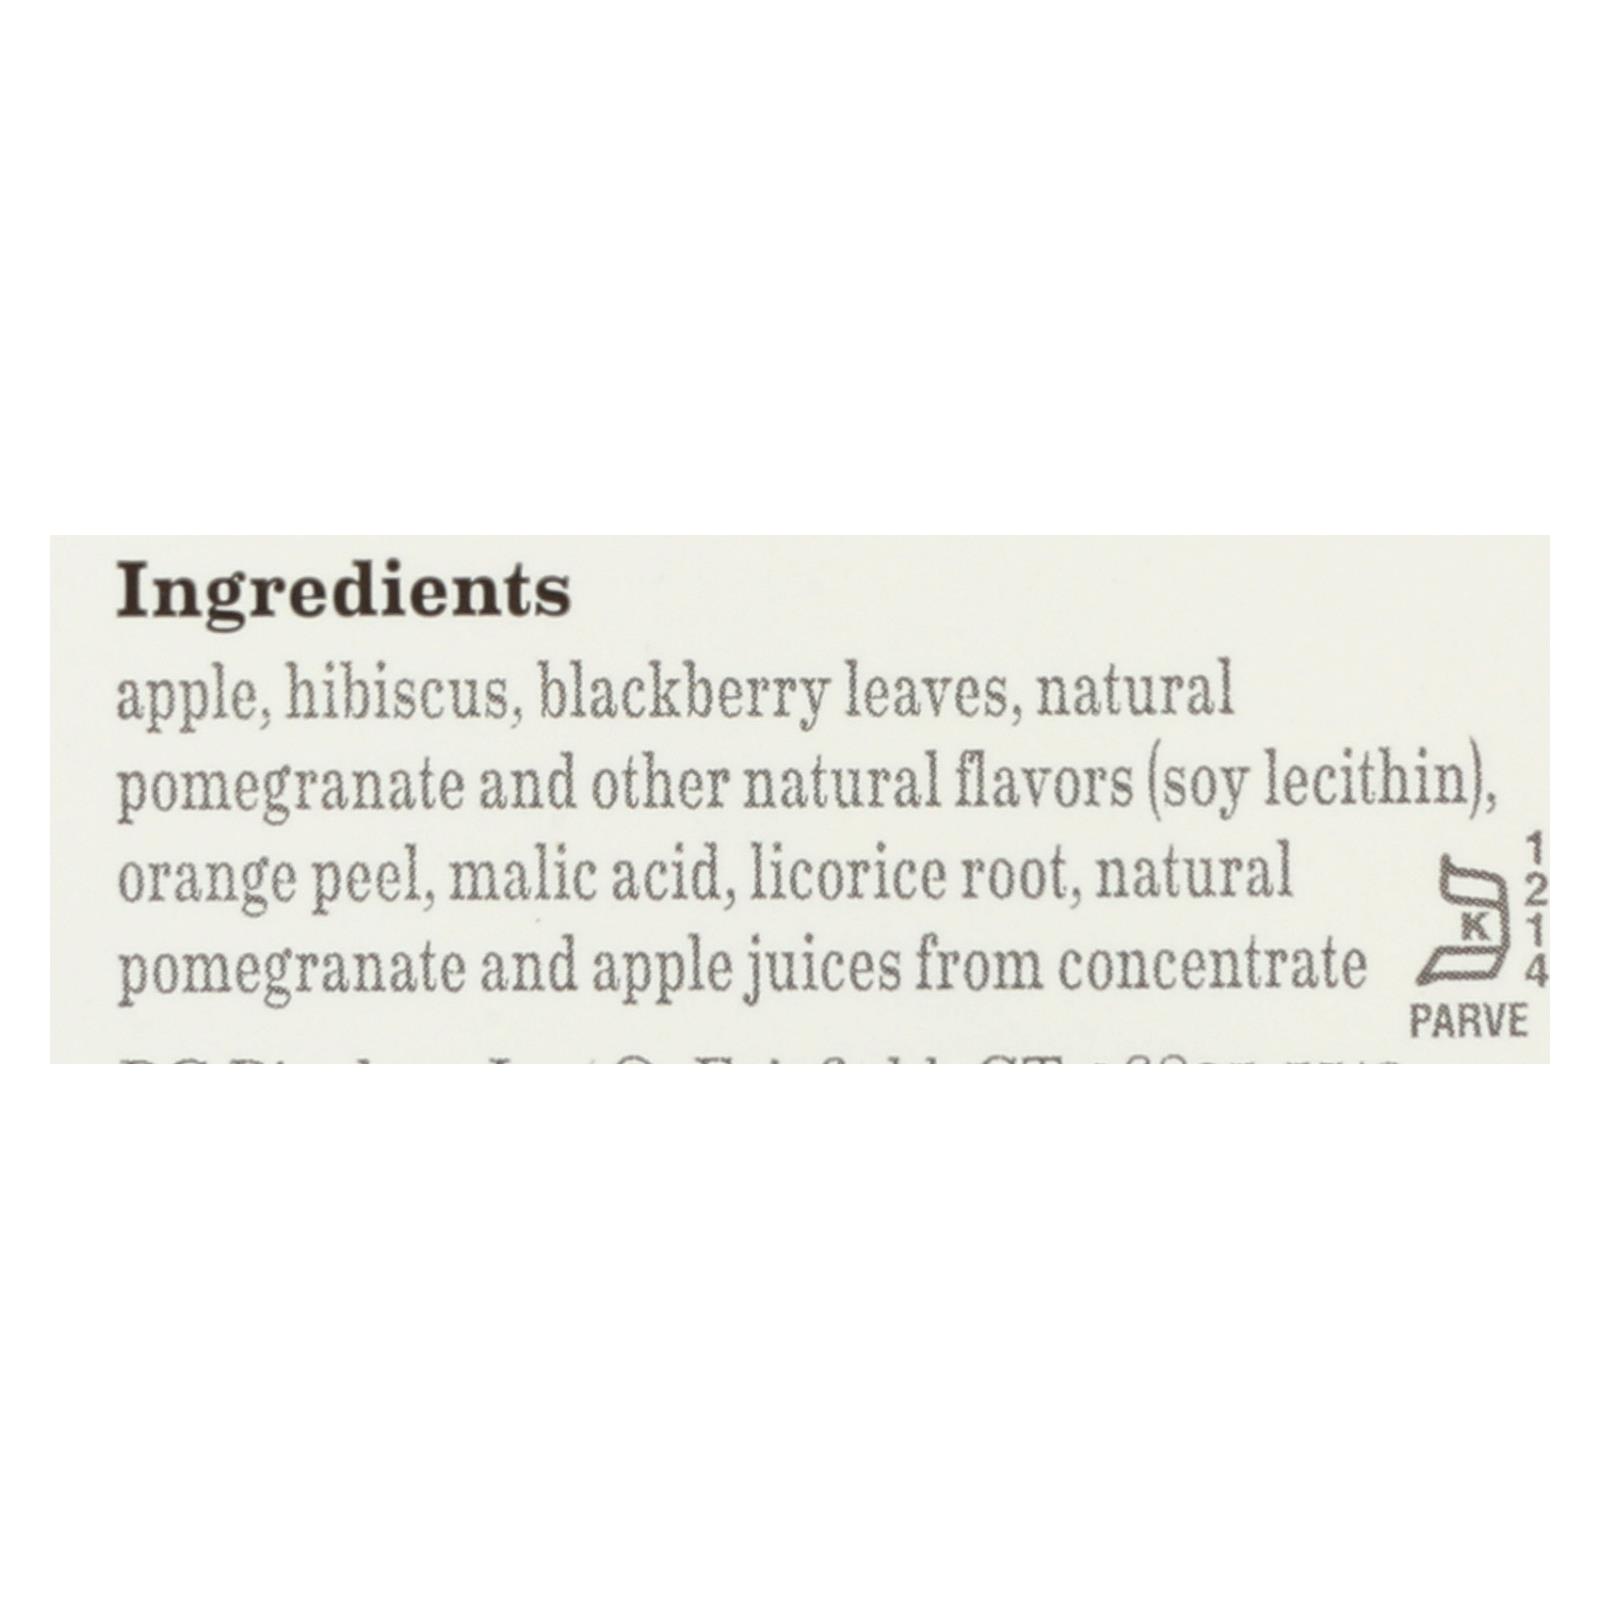 Ingredients
apple, hibiscus, blackberry leaves, natural
pomegranate and other natural flavors (soy lecithin),
orange peel, malic acid, licorice root, natural
pomegranate and apple juices from concentrate
K
1
2
1
4
PARVE